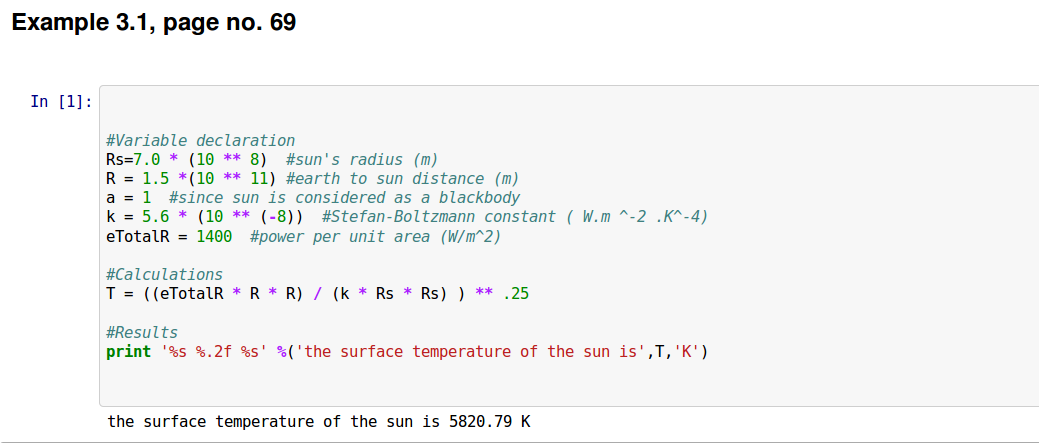 Example 3.1, page no. 69
In [1]:
#Variable declaration
Rs=7.0 * (10 ** 8)  #sun's radius (m)
R = 1.5 *(10 ** 11) #earth to sun distance (m)
a = 1  #since sun is considered as a blackbody
k = 5.6 * (10 ** (-8))  #Stefan-Boltzmann constant ( W.m ^-2 .K^-4)
eTotalR = 1400  #power per unit area (W/m^2)
#Calculations
T = ((eTotalR * R * R) / (k * Rs * Rs) ) ** .25
#Results
print '%s %.2f %s' %('the surface temperature of the sun is',T,'K')
the surface temperature of the sun is 5820.79 K